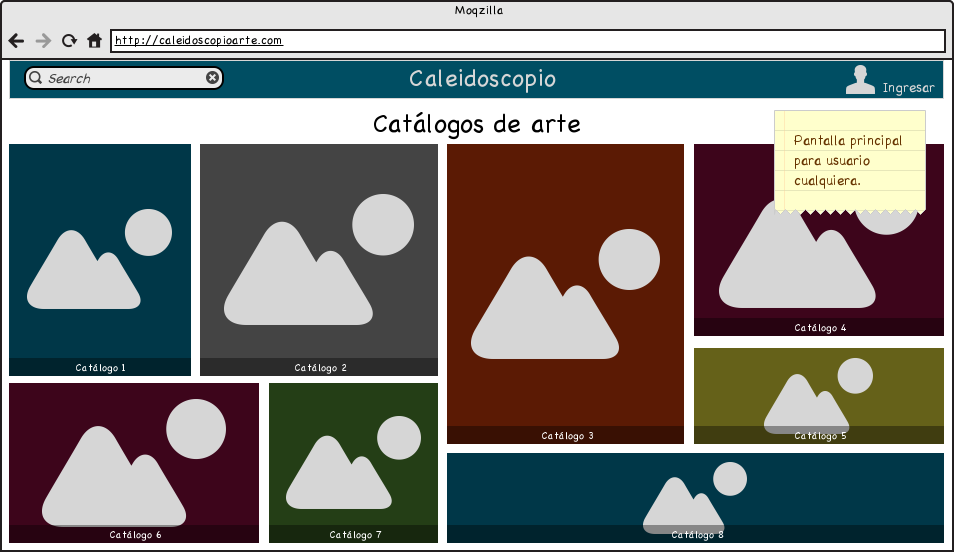 Moqzilla
http://caleidoscopioarte.com
Search
Caleidoscopio
Ingresar
Catálogos de arte
Pantalla principal
para usuario
cualquiera.
Catálogo 1
Catálogo 2
Catálogo 3
Catálogo 4
Catálogo 5
Catálogo 6
Catálogo 7
Catálogo 8